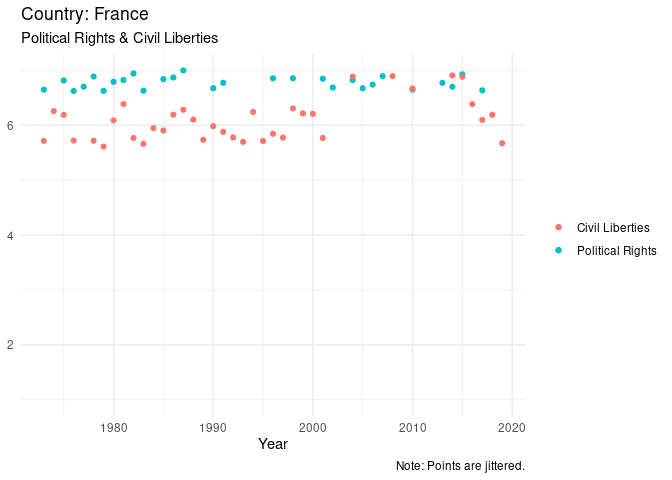 Country: France
Political Rights & Civil Liberties
6
4
2
1980 1990 2000 2010 2020
Year
Civil Liberties
Political Rights
Note: Points are jittered.